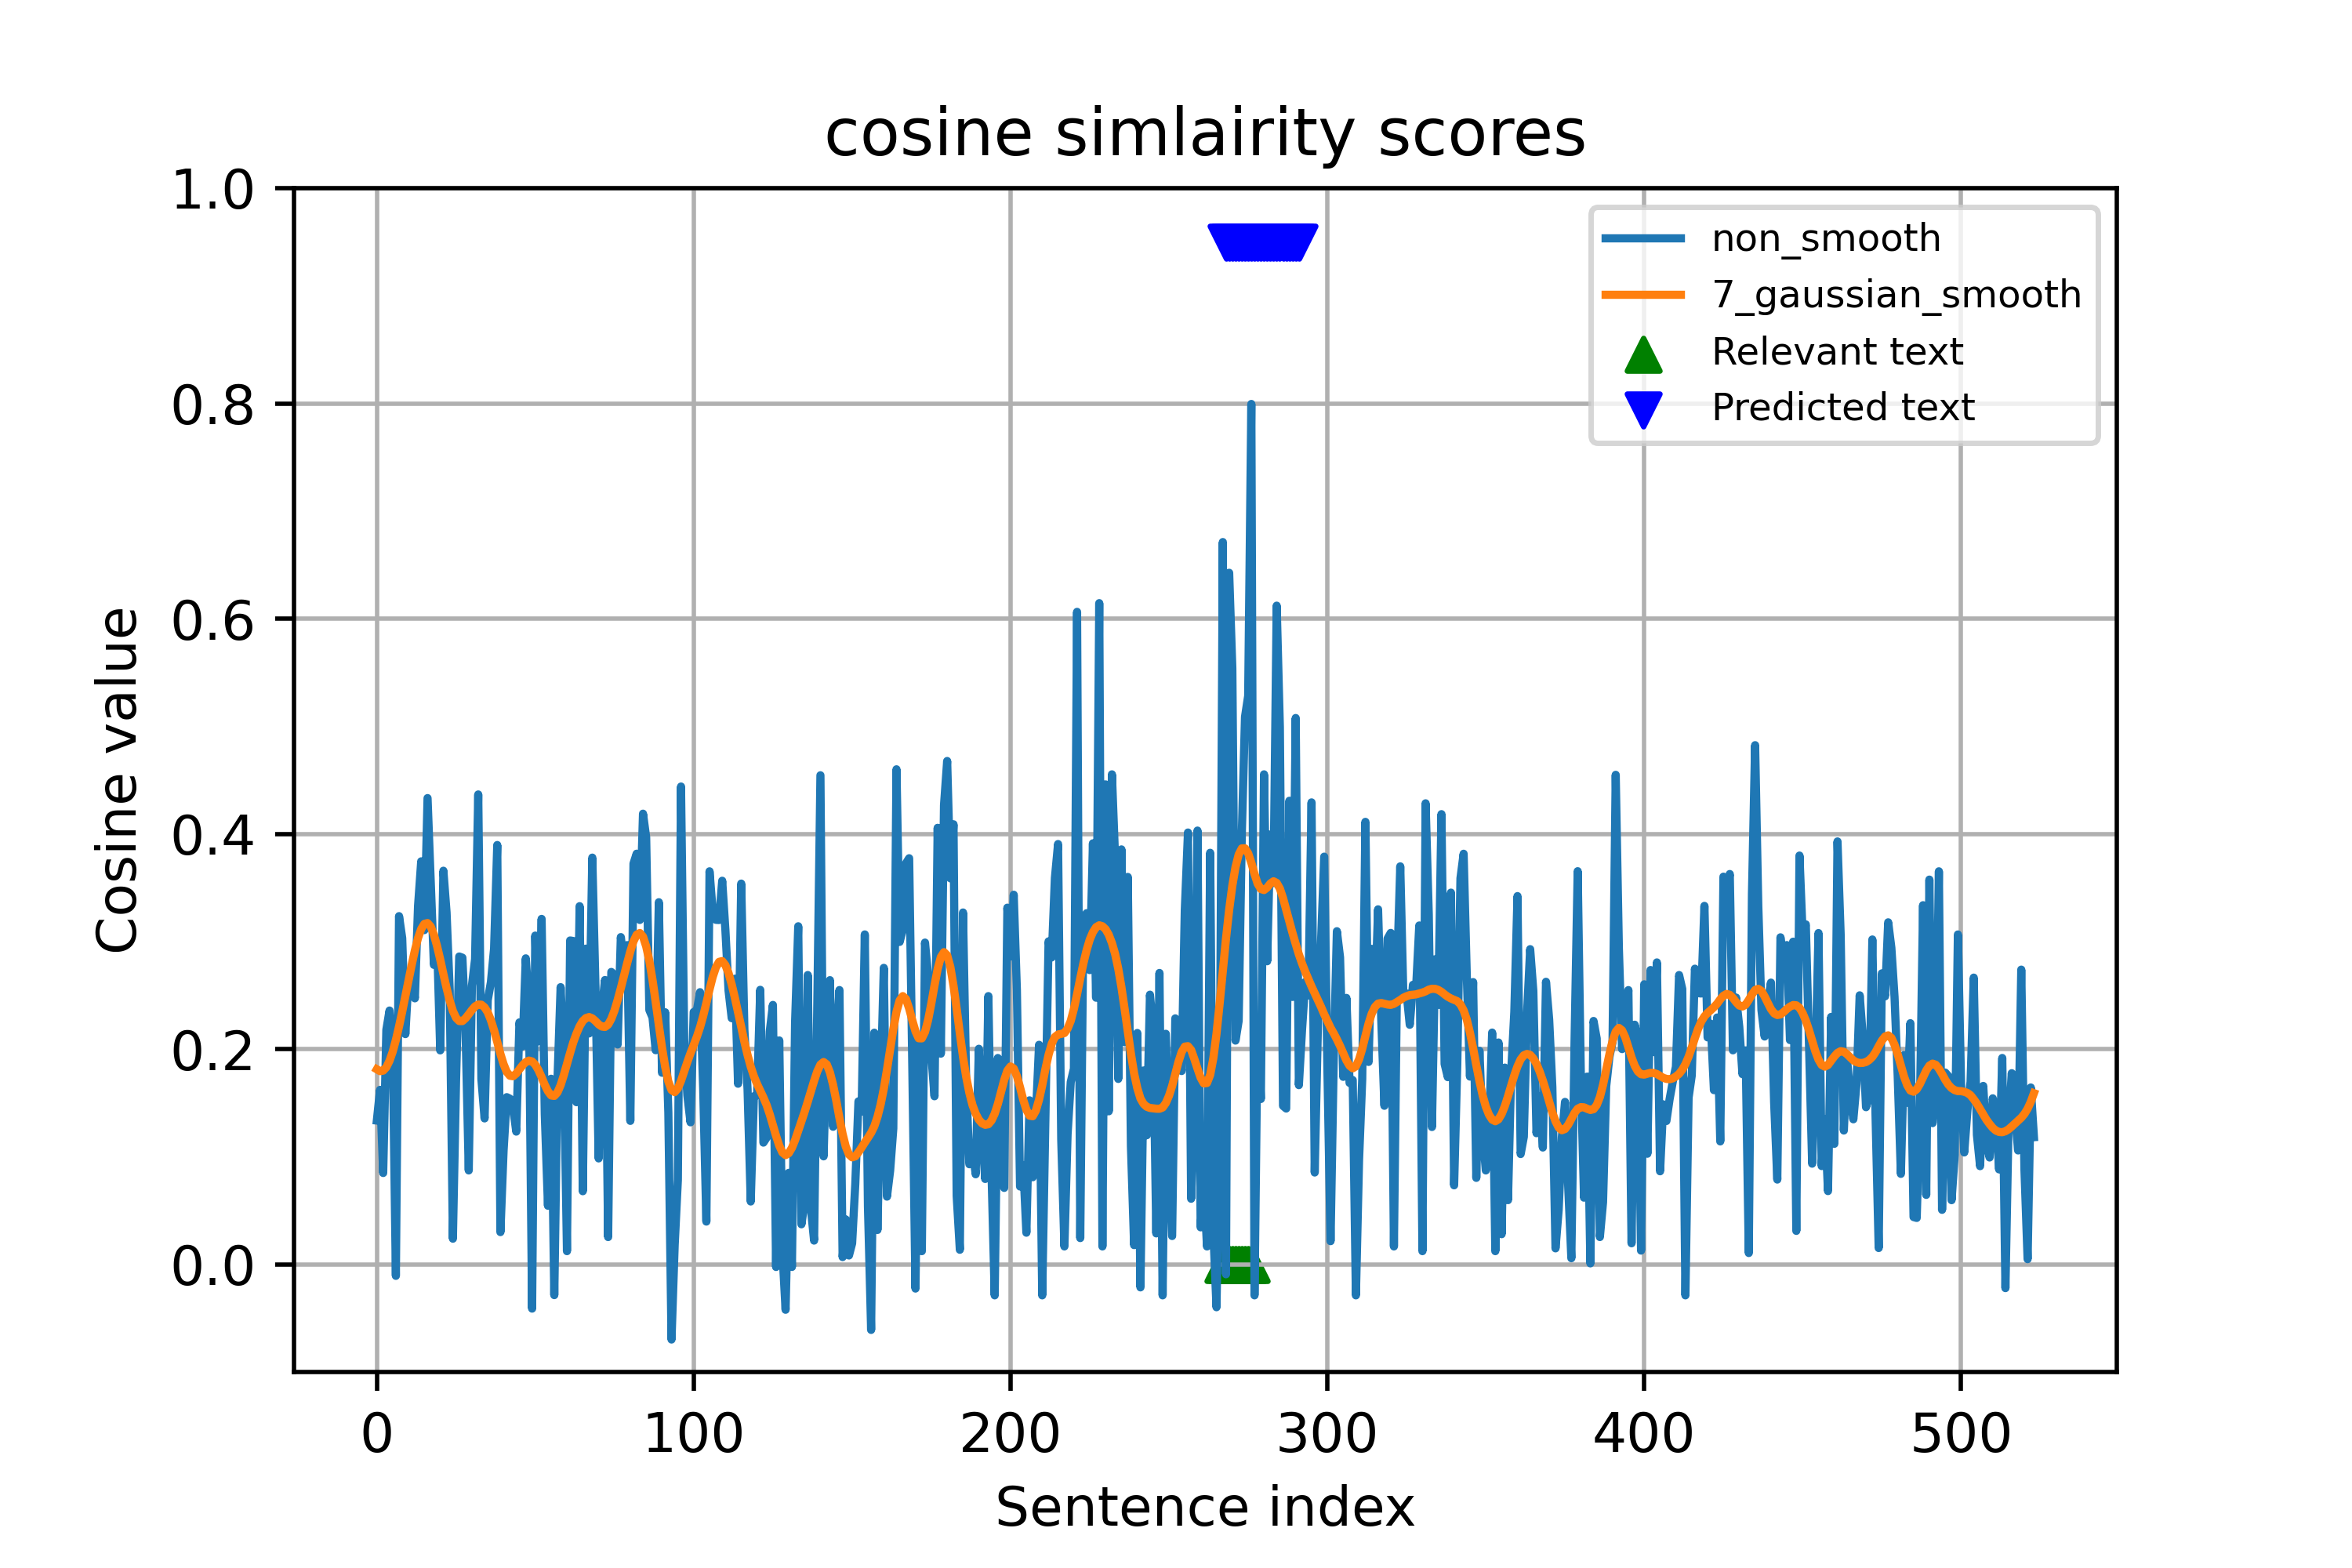 cosine simlairity scores
1.0
0.8
0.6
0.4
0.2
0.0
Cosine value
non_smooth
7_gaussian_smooth
Relevant text
Predicted text
0 100 200 300 400 500
Sentence index